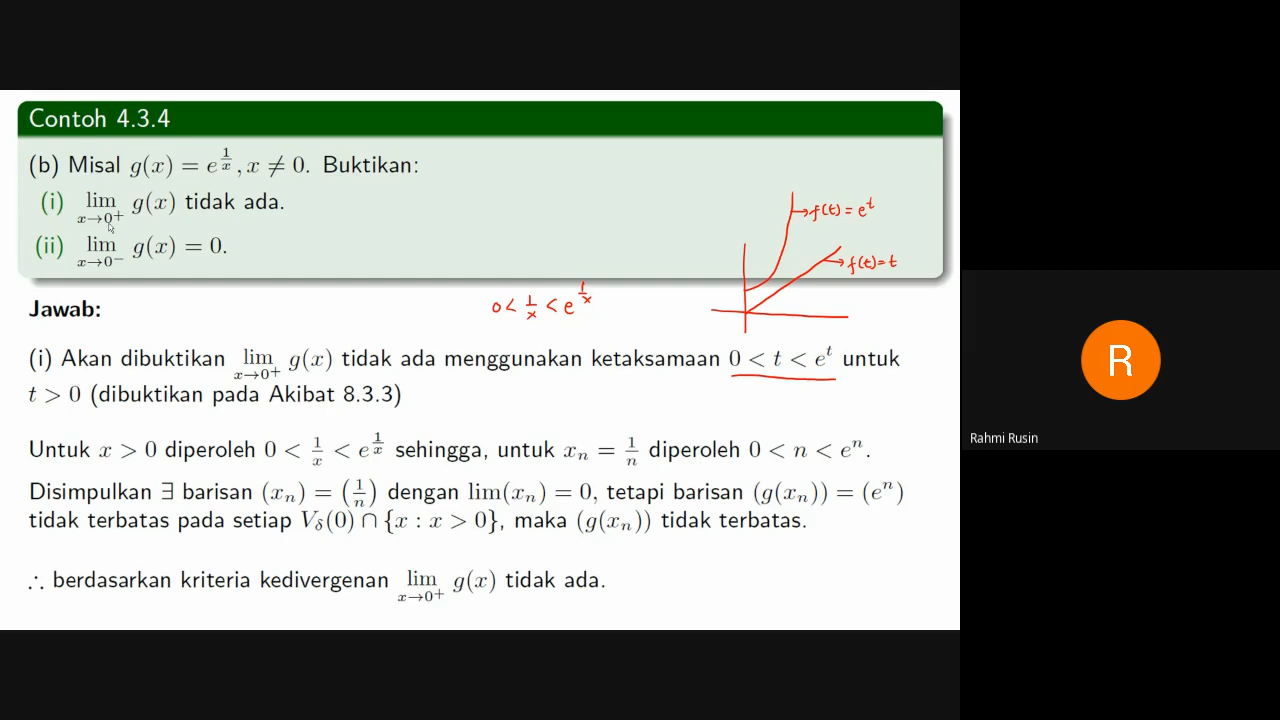 Contoh 4.3.4
(b) Misal g(x) = e^{1/x}, x ≠ 0. Buktikan:
(i) lim_{x→0+} g(x) tidak ada.
(ii) lim_{x→0−} g(x) = 0.
f(t) = e^t
f(t) = t
Jawab:
0 < 1/x < e^{1/x}
(i) Akan dibuktikan lim_{x→0+} g(x) tidak ada menggunakan ketaksamaan 0 < t < e^t untuk
t > 0 (dibuktikan pada Akibat 8.3.3)
Untuk x > 0 diperoleh 0 < 1/x < e^{1/x} sehingga, untuk x_n = 1/n diperoleh 0 < n < e^n.
Disimpulkan ∃ barisan (x_n) = (1/n) dengan lim(x_n) = 0, tetapi barisan (g(x_n)) = (e^n)
tidak terbatas pada setiap V_δ(0) ∩ {x : x > 0}, maka (g(x_n)) tidak terbatas.
∴ berdasarkan kriteria kedivergenan lim_{x→0+} g(x) tidak ada.
R
Rahmi Rusin